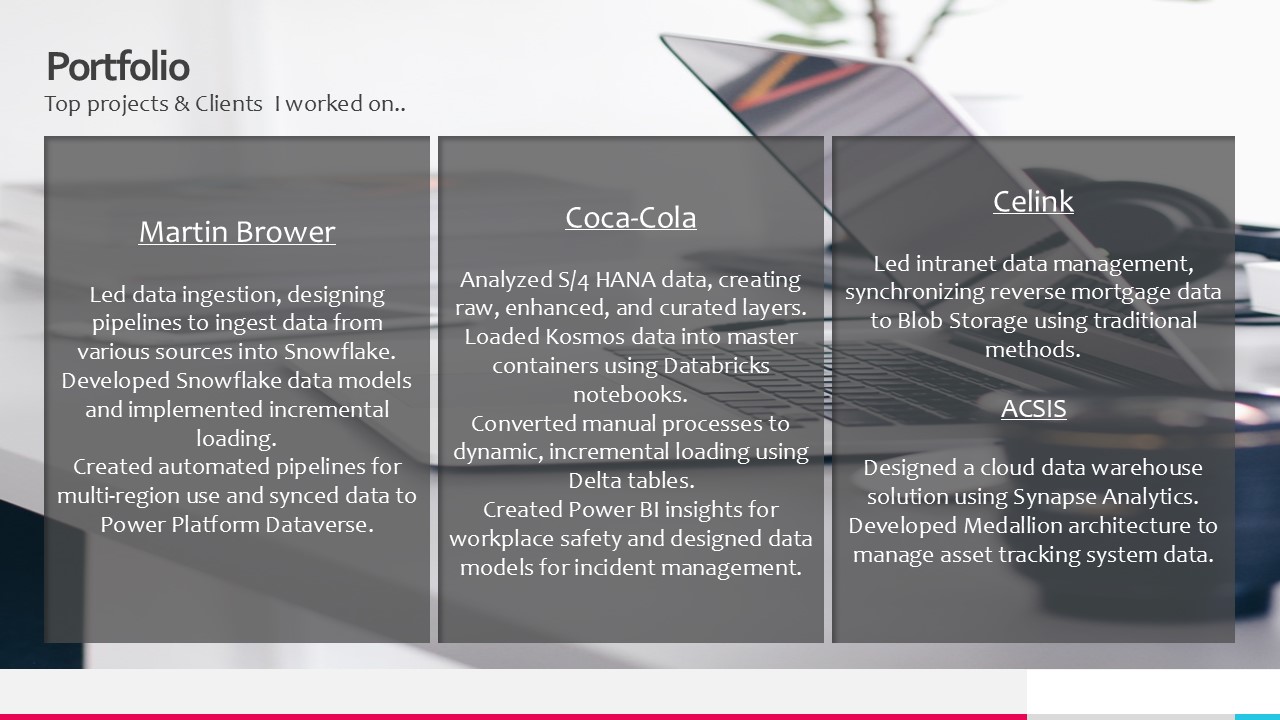 Portfolio
Top projects & Clients  I worked on..
Martin Brower
Led data ingestion, designing
pipelines to ingest data from
various sources into Snowflake.
Developed Snowflake data models
and implemented incremental
loading.
Created automated pipelines for
multi-region use and synced data to
Power Platform Dataverse.
Coca-Cola
Analyzed S/4 HANA data, creating
raw, enhanced, and curated layers.
Loaded Kosmos data into master
containers using Databricks
notebooks.
Converted manual processes to
dynamic, incremental loading using
Delta tables.
Created Power BI insights for
workplace safety and designed data
models for incident management.
Celink
Led intranet data management,
synchronizing reverse mortgage data
to Blob Storage using traditional
methods.
ACSIS
Designed a cloud data warehouse
solution using Synapse Analytics.
Developed Medallion architecture to
manage asset tracking system data.